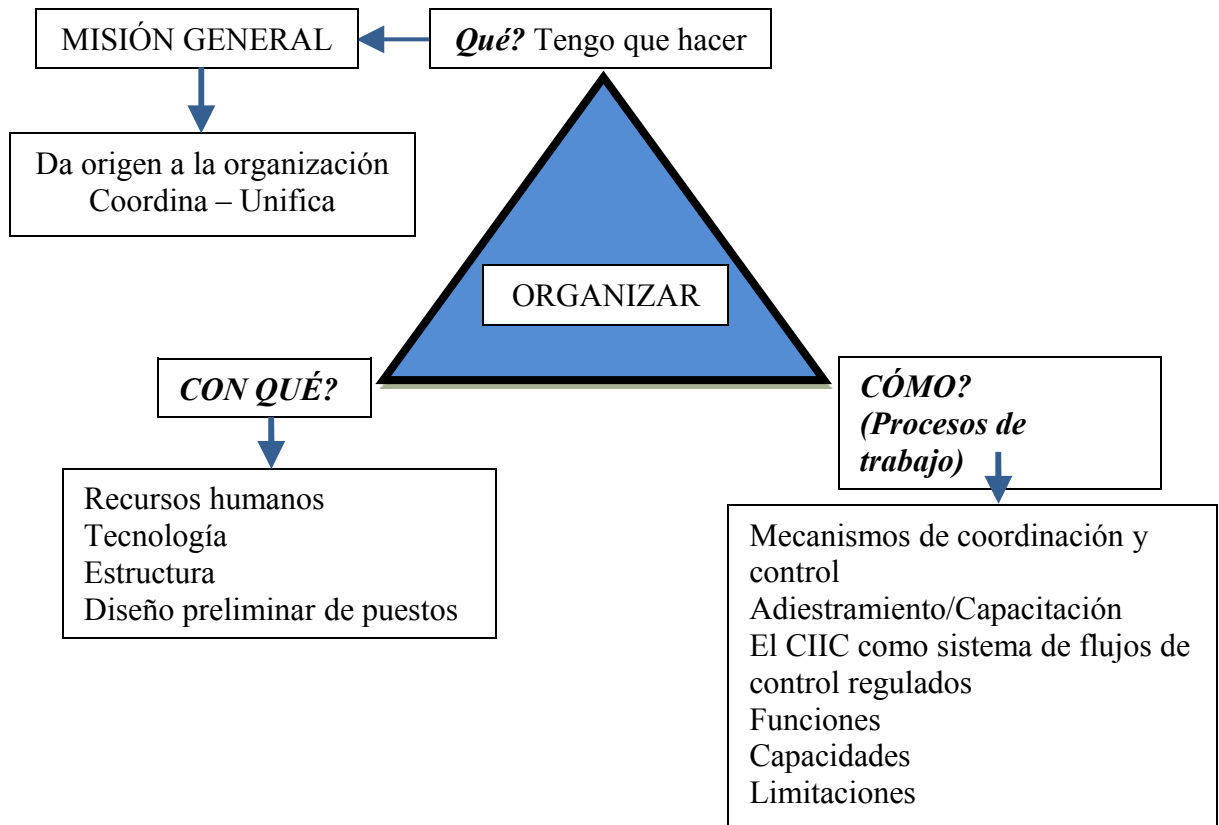 MISIÓN GENERAL
Qué? Tengo que hacer
Da origen a la organización
Coordina – Unifica
ORGANIZAR
CON QUÉ?
Recursos humanos
Tecnología
Estructura
Diseño preliminar de puestos
CÓMO?
(Procesos de
trabajo)
Mecanismos de coordinación y
control
Adiestramiento/Capacitación
El CIIC como sistema de flujos de
control regulados
Funciones
Capacidades
Limitaciones